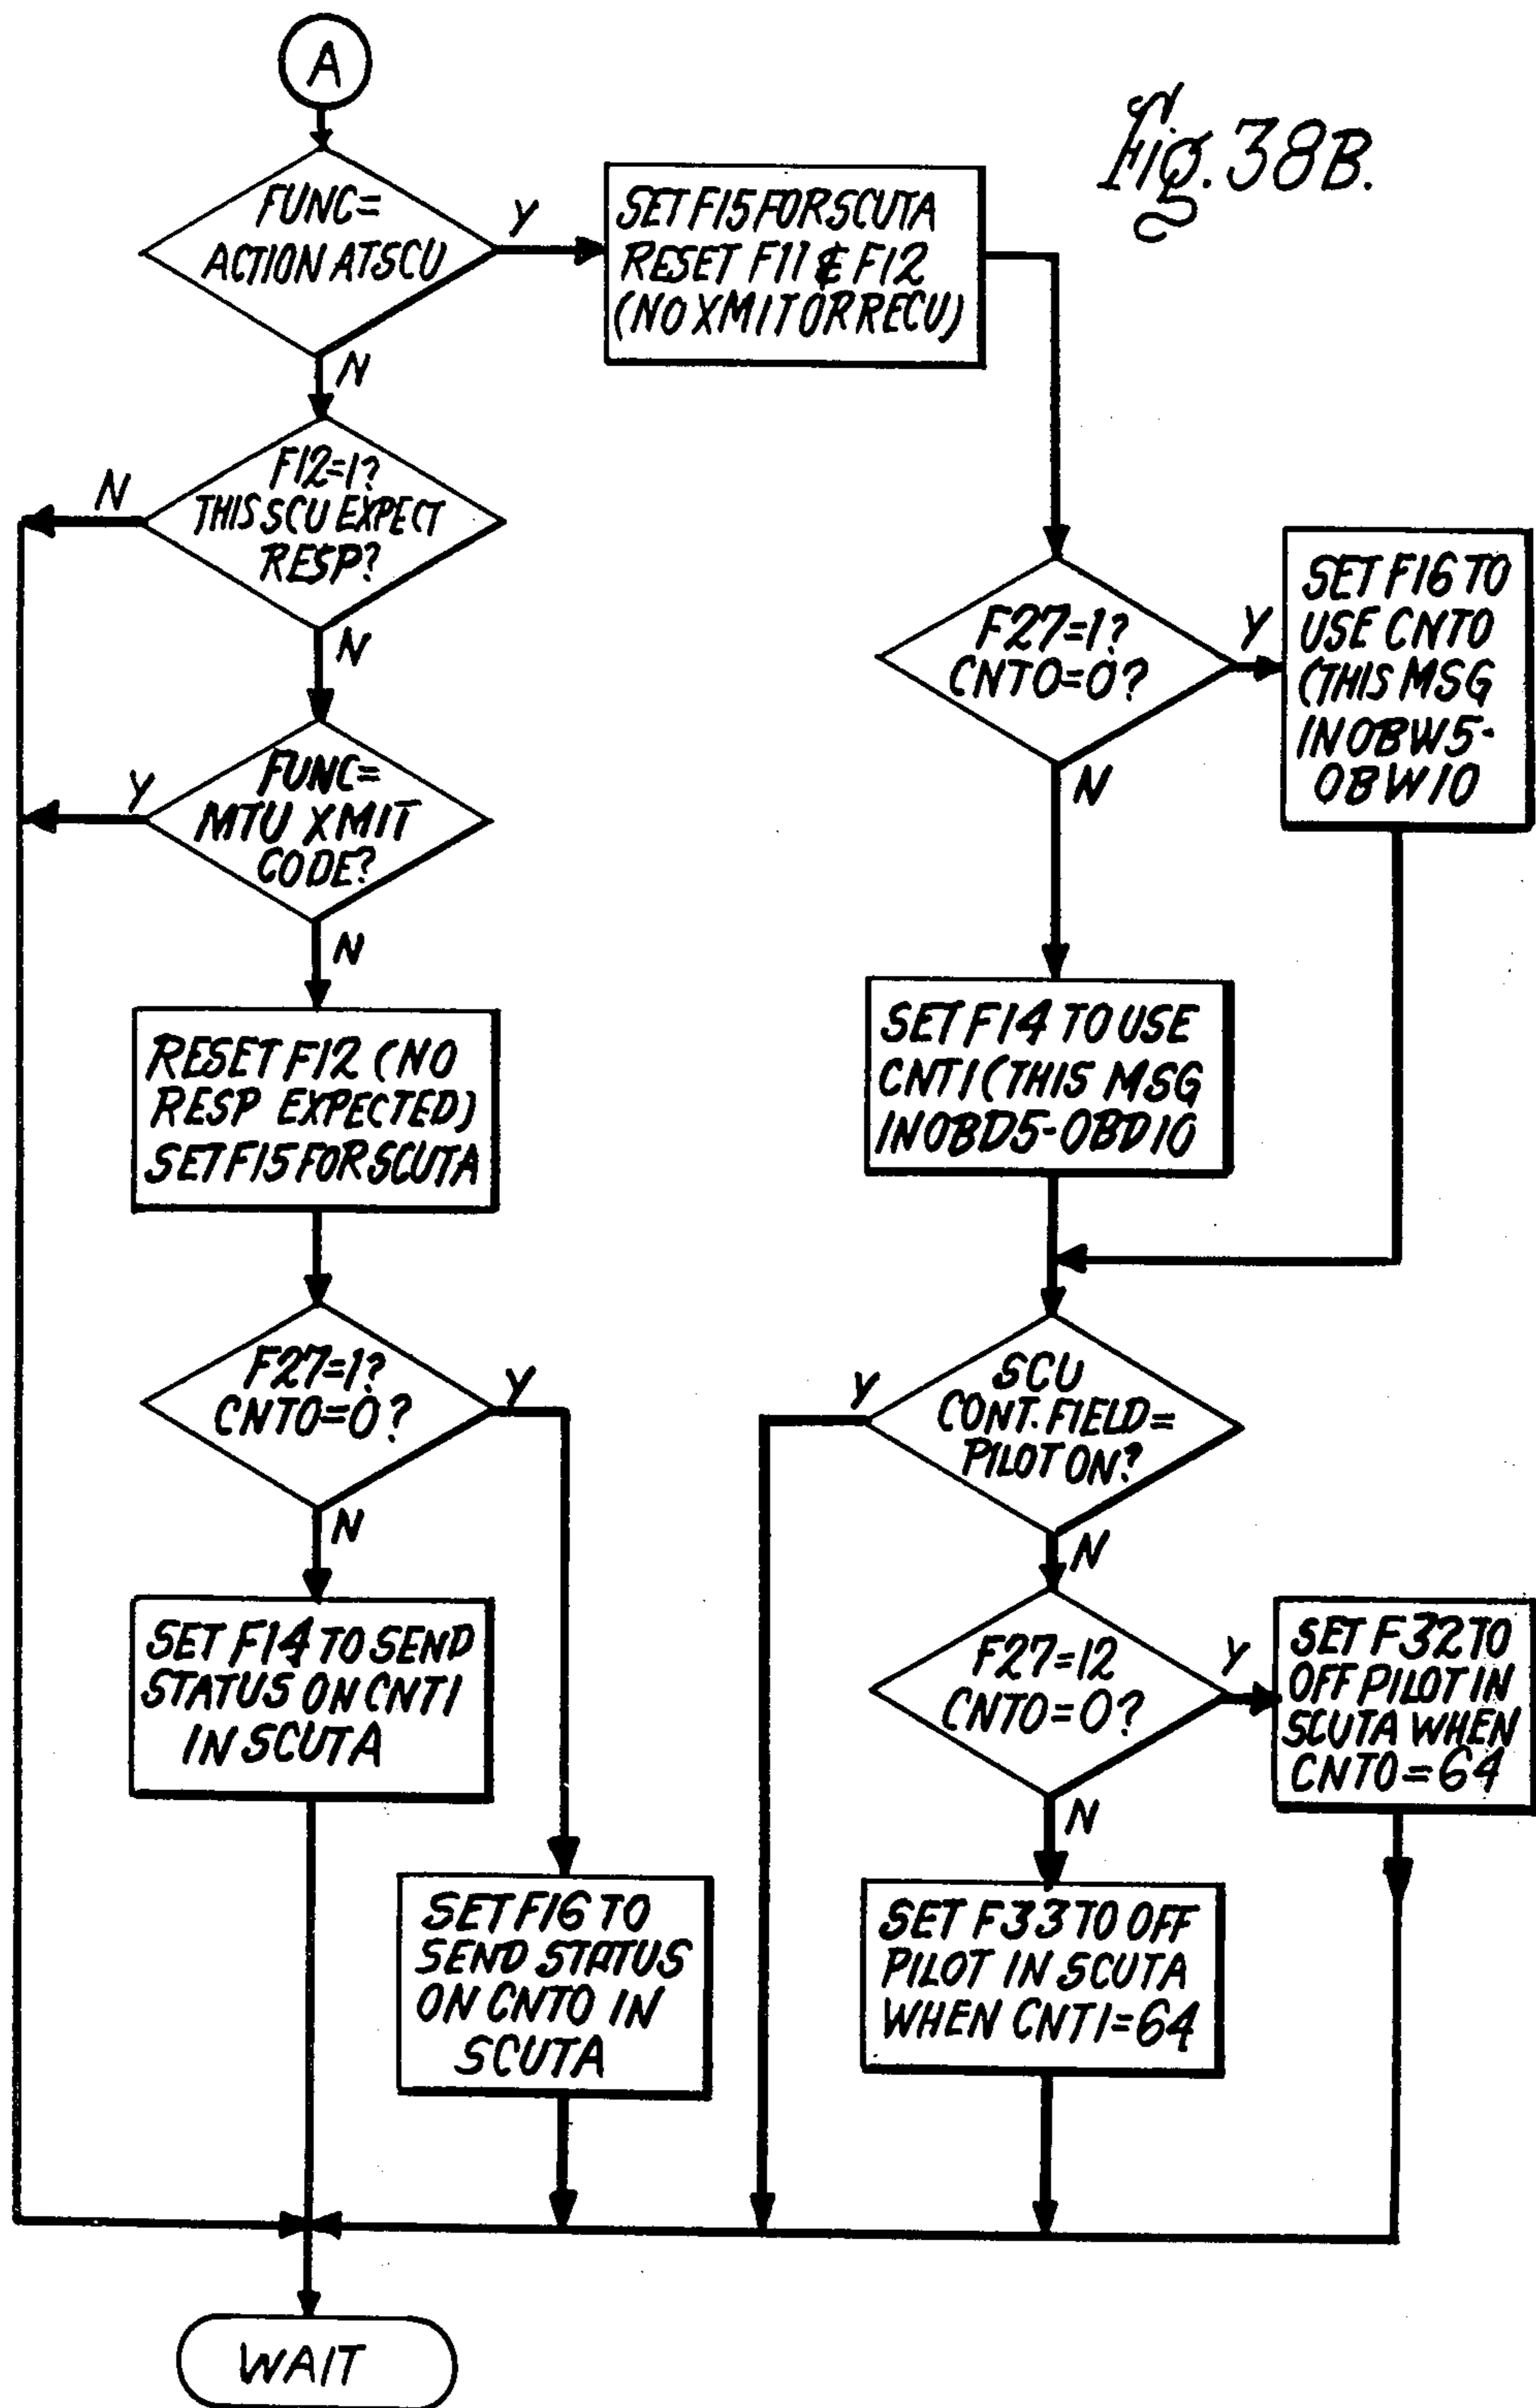 A
Fig. 38B.
FUNC=
ACTION AT SCU
Y
SET F15 FOR SCUTA
RESET F11 & F12
(NO XMIT OR RECU)
N
F12=1?
THIS SCU EXPECT
RESP?
N
N
FUNC=
MTU XMIT
CODE?
Y
N
RESET F12 (NO
RESP EXPECTED)
SET F15 FOR SCUTA
F27=1?
CNT0=0?
Y
N
SET F14 TO SEND
STATUS ON CNT1
IN SCUTA
SET F16 TO
SEND STATUS
ON CNT0 IN
SCUTA
F27=1?
CNT0=0?
Y
SET F16 TO
USE CNT0
(THIS MSG
IN OBW5-
OBW10
N
SET F14 TO USE
CNT1 (THIS MSG
IN OBD5-OBD10
SCU
CONT. FIELD=
PILOT ON?
Y
N
F27=12
CNT0=0?
Y
SET F32 TO
OFF PILOT IN
SCUTA WHEN
CNT0=64
N
SET F33 TO OFF
PILOT IN SCUTA
WHEN CNT1=64
WAIT